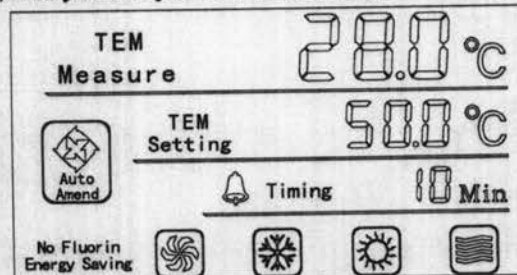 TEM
Measure
28.0 °C
TEM
Setting
50.0 °C
Auto
Amend
Timing
10 Min
No Fluorin
Energy Saving